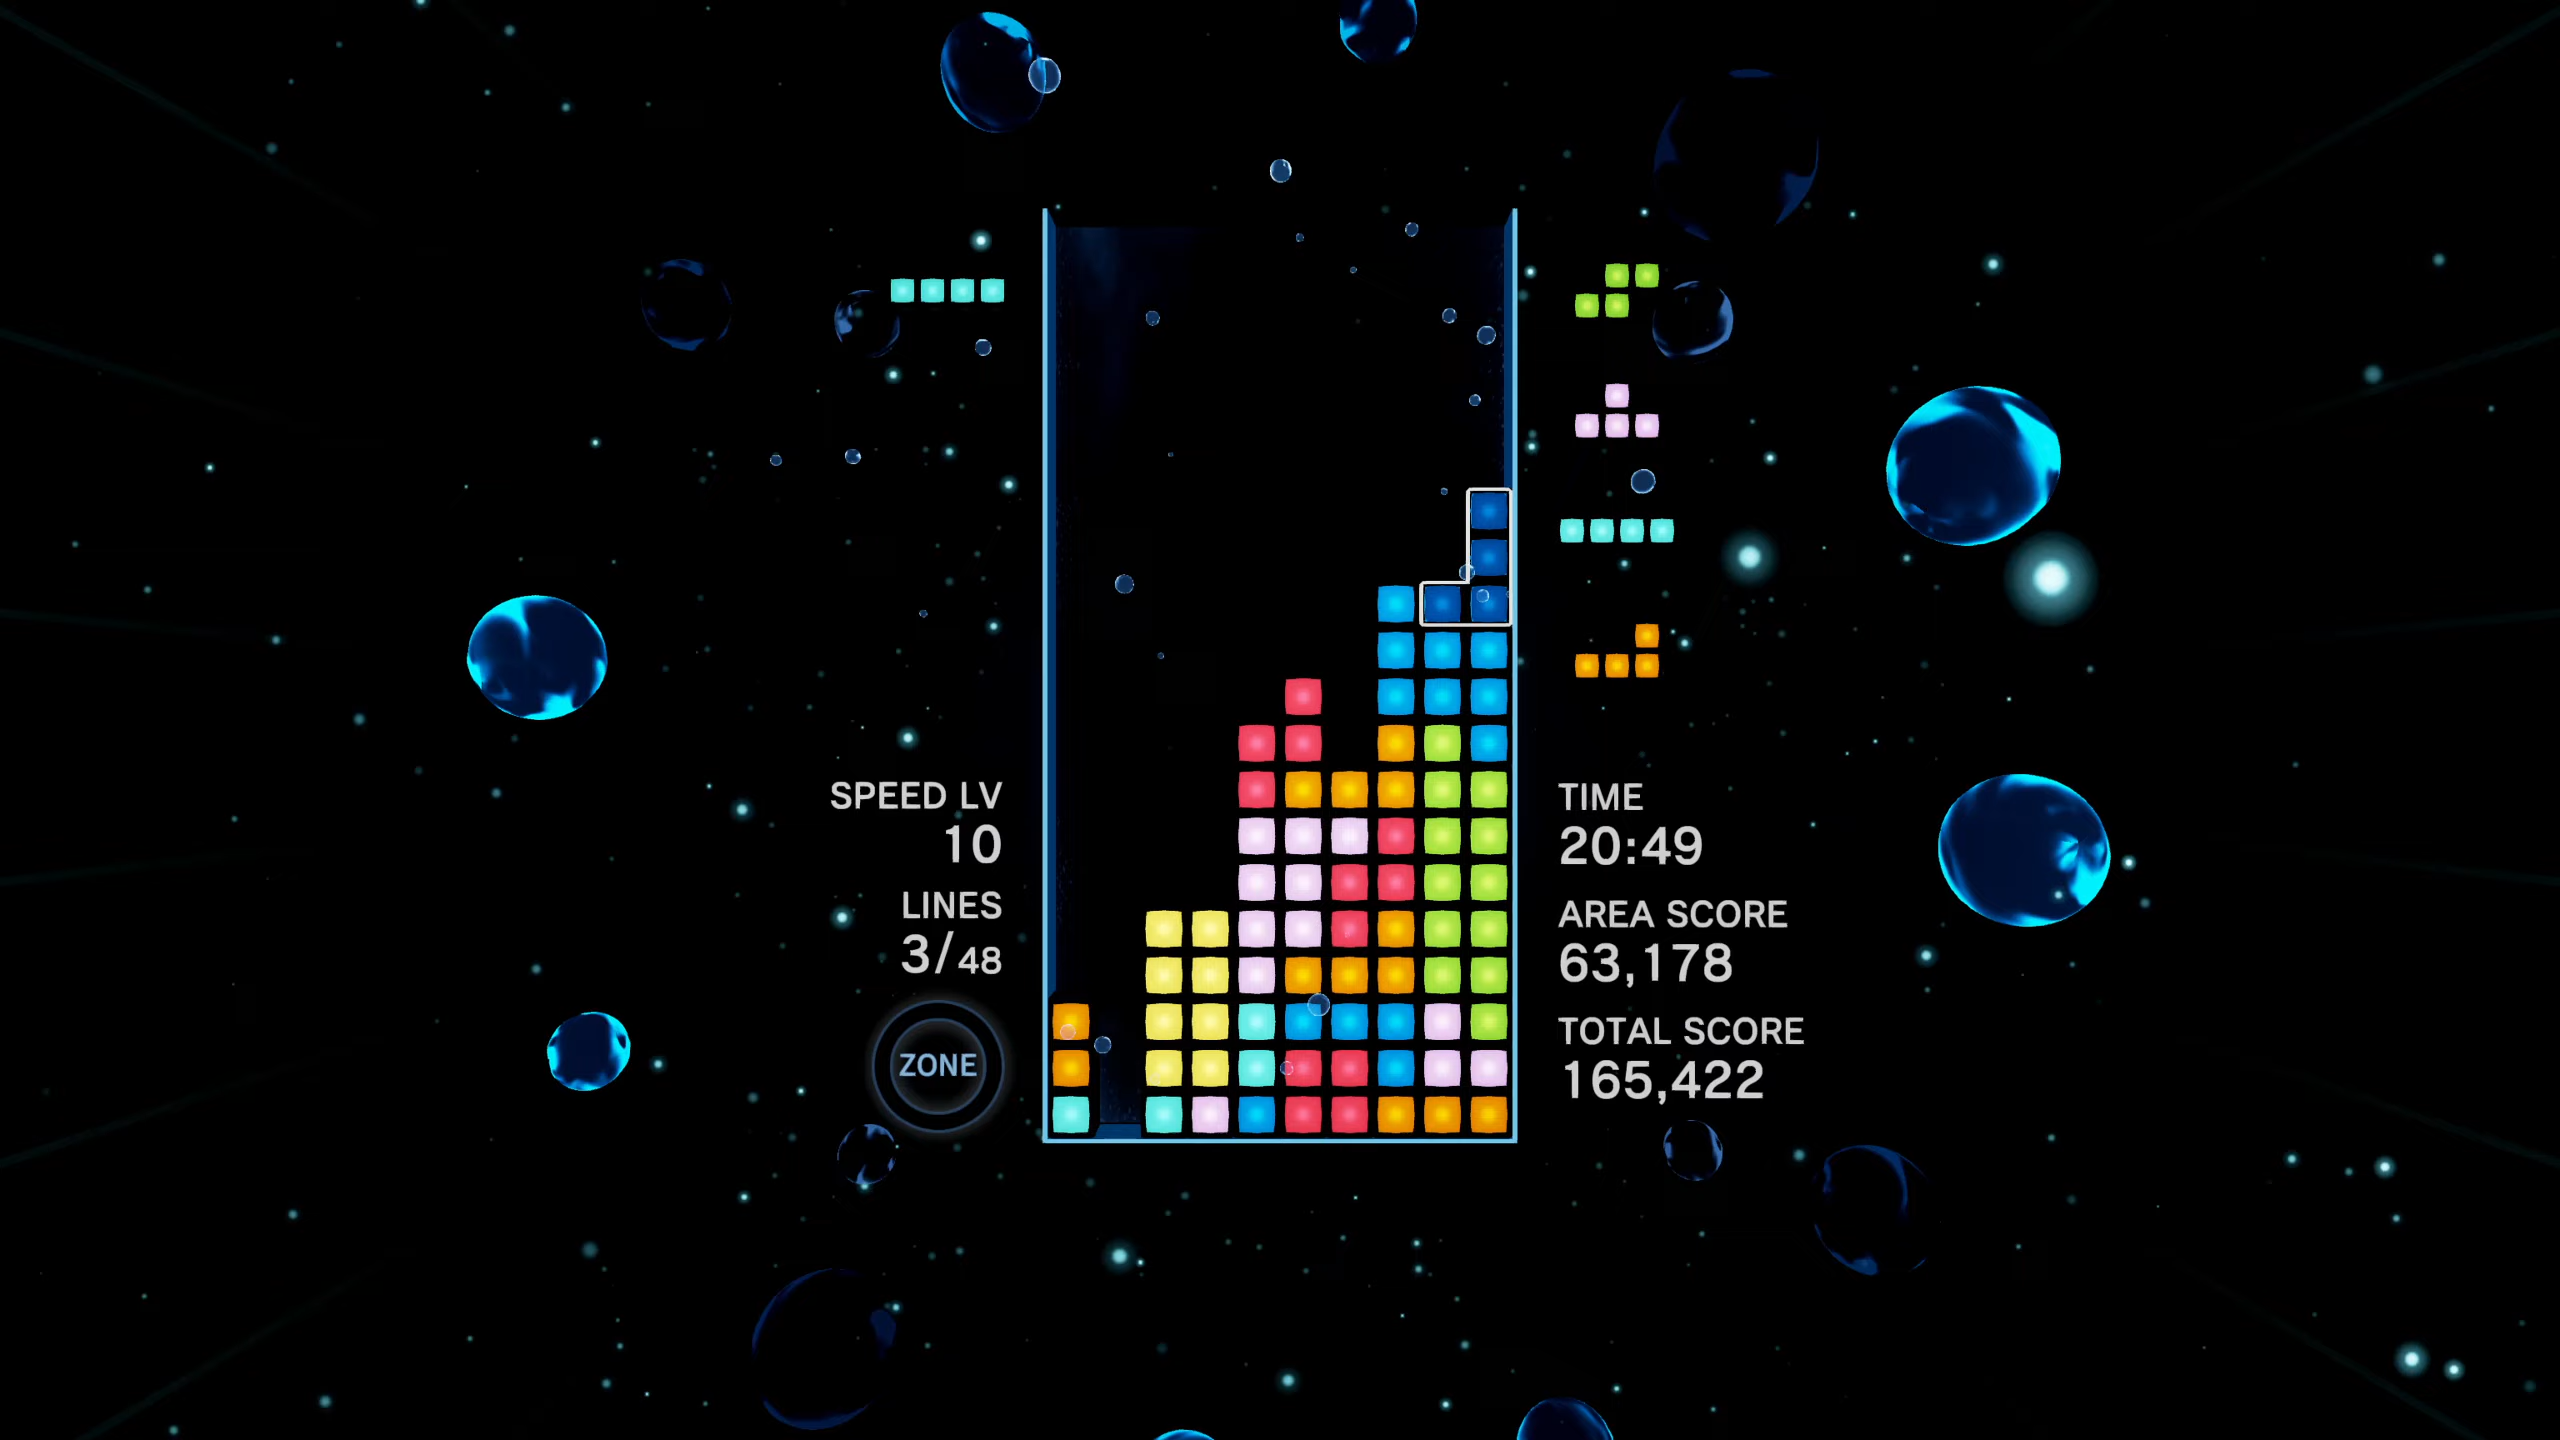 SPEED LV
10
LINES
3/48
ZONE
TIME
20:49
AREA SCORE
63,178
TOTAL SCORE
165,422